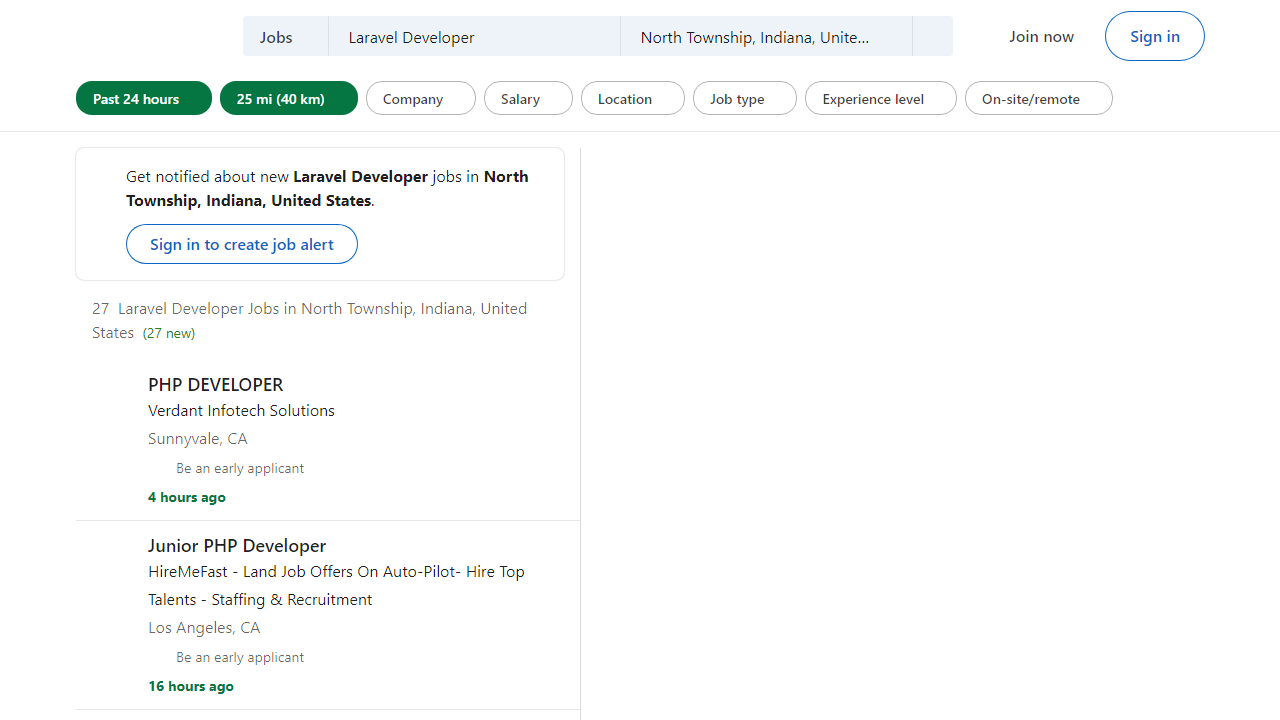 Jobs
Laravel Developer
North Township, Indiana, Unite...
Join now
Sign in
Past 24 hours
25 mi (40 km)
Company
Salary
Location
Job type
Experience level
On-site/remote
Get notified about new Laravel Developer jobs in North
Township, Indiana, United States.
Sign in to create job alert
27 Laravel Developer Jobs in North Township, Indiana, United
States (27 new)
PHP DEVELOPER
Verdant Infotech Solutions
Sunnyvale, CA
Be an early applicant
4 hours ago
Junior PHP Developer
HireMeFast - Land Job Offers On Auto-Pilot- Hire Top
Talents - Staffing & Recruitment
Los Angeles, CA
Be an early applicant
16 hours ago